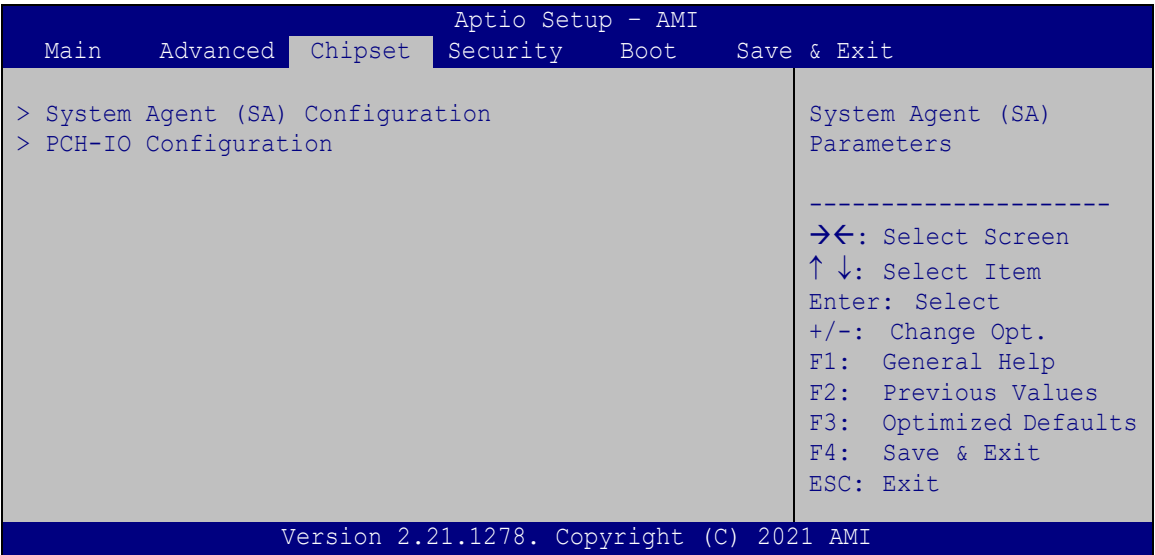 Aptio Setup – AMI
Main Advanced Chipset Security Boot Save & Exit
> System Agent (SA) Configuration
> PCH-IO Configuration
System Agent (SA)
Parameters
---------------------
→←: Select Screen
↑ ↓: Select Item
Enter: Select
+/-: Change Opt.
F1: General Help
F2: Previous Values
F3: Optimized Defaults
F4: Save & Exit
ESC: Exit
Version 2.21.1278. Copyright (C) 2021 AMI